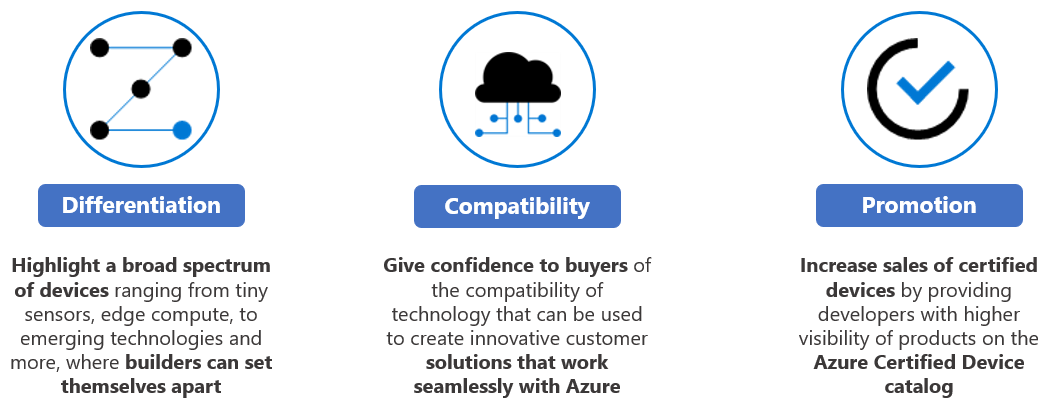 Differentiation
Highlight a broad spectrum
of devices ranging from tiny
sensors, edge compute, to
emerging technologies and
more, where builders can set
themselves apart
Compatibility
Give confidence to buyers of
the compatibility of
technology that can be used
to create innovative customer
solutions that work
seamlessly with Azure
Promotion
Increase sales of certified
devices by providing
developers with higher
visibility of products on the
Azure Certified Device
catalog